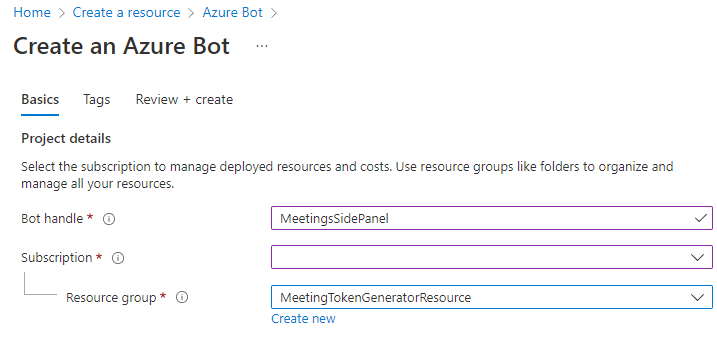 Home > Create a resource > Azure Bot >
Create an Azure Bot ...
Basics Tags Review + create
Project details
Select the subscription to manage deployed resources and costs. Use resource groups like folders to organize and
manage all your resources.
Bot handle * MeetingsSidePanel
Subscription *
Resource group * MeetingTokenGeneratorResource
Create new